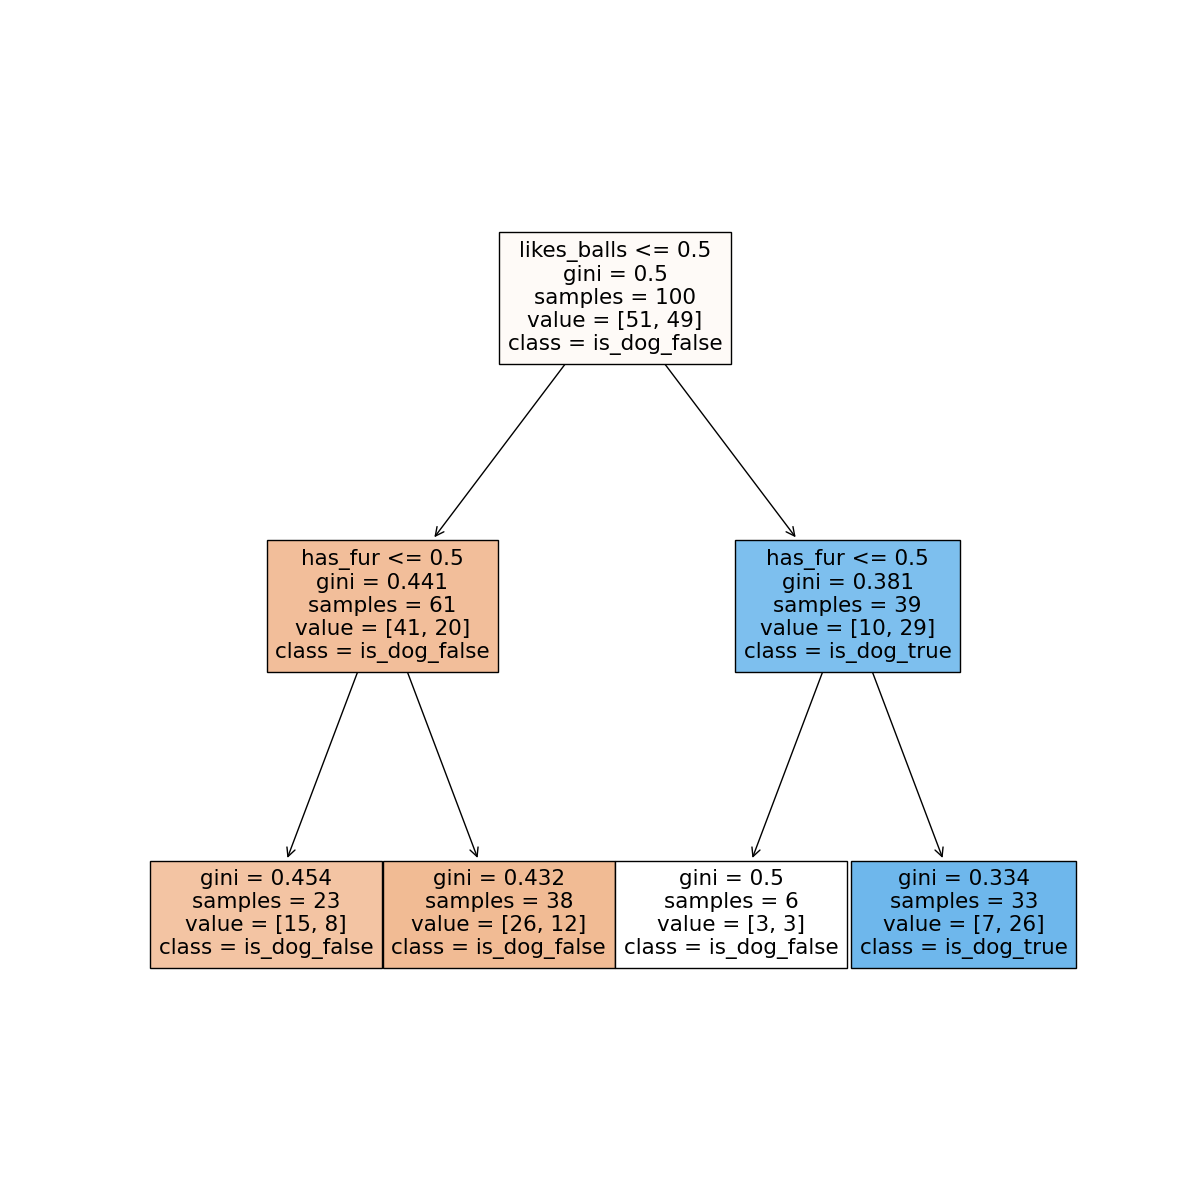 likes_balls <= 0.5
gini = 0.5
samples = 100
value = [51, 49]
class = is_dog_false
has_fur <= 0.5
gini = 0.441
samples = 61
value = [41, 20]
class = is_dog_false
has_fur <= 0.5
gini = 0.381
samples = 39
value = [10, 29]
class = is_dog_true
gini = 0.454
samples = 23
value = [15, 8]
class = is_dog_false
gini = 0.432
samples = 38
value = [26, 12]
class = is_dog_false
gini = 0.5
samples = 6
value = [3, 3]
class = is_dog_false
gini = 0.334
samples = 33
value = [7, 26]
class = is_dog_true